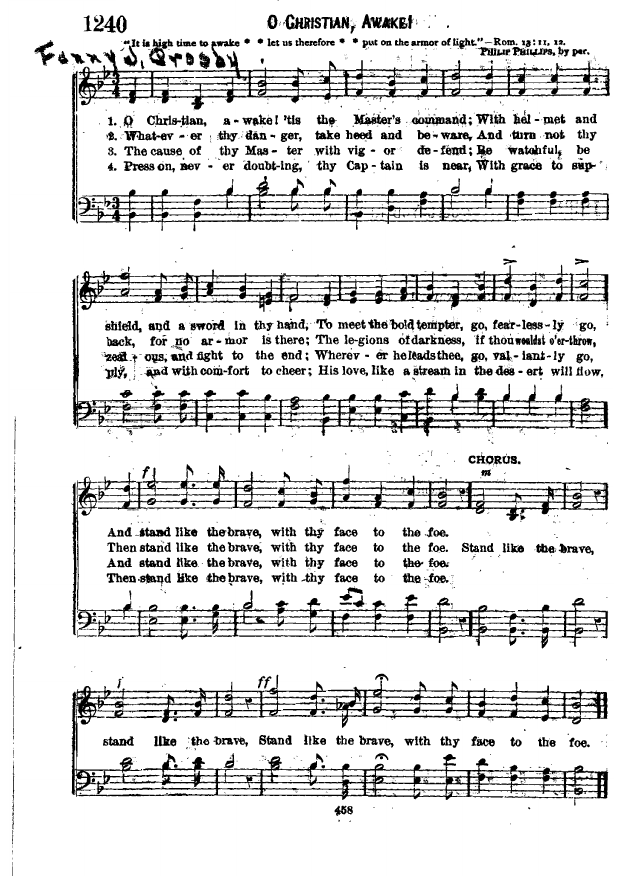 1240 O CHRISTIAN, AWAKE!
"It is high time to awake * * let us therefore * * put on the armor of light."—Rom. 13: 11, 12.
Fanny J. Crosby
PHILIP PHILLIPS, by per.
1. O Chris-tian, a-wake! 'tis the Master's command; With hel-met and
2. What-ev-er thy dan-ger, take heed and be-ware, And turn not thy
3. The cause of thy Mas-ter with vig-or de-fend; Be watchful, be
4. Press on, nev-er doubt-ing, thy Cap-tain is near, With grace to sup-
shield, and a sword in thy hand, To meet the bold tempter, go, fear-less-ly go,
back, for no ar-mor is there; The le-gions of darkness, if thou wouldst o'er-throw,
zeal-ous, and fight to the end; Wherev-er he leads thee, go, val-iant-ly go,
ply, and with com-fort to cheer; His love, like a stream in the des-ert will flow,
CHORUS.
f m
And stand like the brave, with thy face to the foe.
Then stand like the brave, with thy face to the foe. Stand like the brave,
And stand like the brave, with thy face to the foe.
Then stand like the brave, with thy face to the foe.
f ff
stand like the brave, Stand like the brave, with thy face to the foe.
458